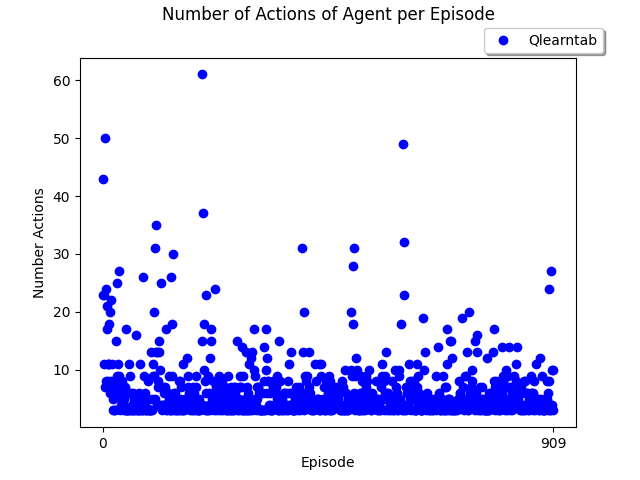 Number of Actions of Agent per Episode
Qlearntab
60
50
40
30
20
10
Number Actions
0
909
Episode